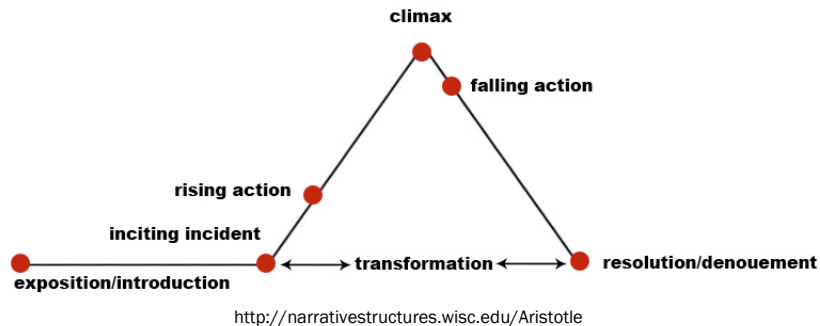 climax
falling action
rising action
inciting incident
transformation
resolution/denouement
exposition/introduction
http://narrativestructures.wisc.edu/Aristotle